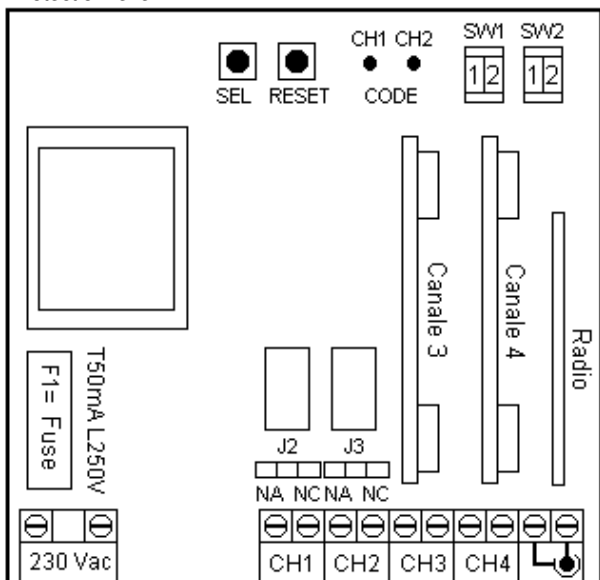 CH1 CH2
SW1 SW2
1 2 1 2
SEL RESET CODE
Canale 3
Canale 4
Radio
F1= Fuse
T50mA L250V
J2 J3
NA NC NA NC
230 Vac
CH1 CH2 CH3 CH4